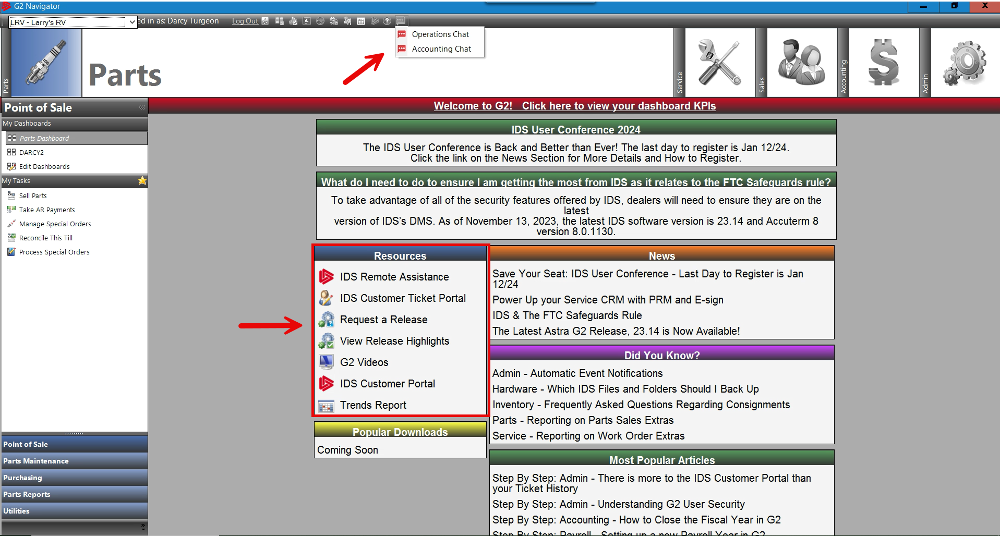 G2 Navigator
LRV - Larry's RV
ed in as: Darcy Turgeon
Log Out
Operations Chat
Accounting Chat
Parts
IDS
Parts
Service
Sales
Accounting
Admin
Point of Sale
My Dashboards
Parts Dashboard
DARCY2
Edit Dashboards
My Tasks
Sell Parts
Take AR Payments
Manage Special Orders
Reconcile This Till
Process Special Orders
Point of Sale
Parts Maintenance
Purchasing
Parts Reports
Utilities
Welcome to G2!   Click here to view your dashboard KPIs
IDS User Conference 2024
The IDS User Conference is Back and Better than Ever! The last day to register is Jan 12/24.
Click the link on the News Section for More Details and How to Register.
What do I need to do to ensure I am getting the most from IDS as it relates to the FTC Safeguards rule?
To take advantage of all of the security features offered by IDS, dealers will need to ensure they are on the
latest
version of IDS's DMS. As of November 13, 2023, the latest IDS software version is 23.14 and Accuterm 8
version 8.0.1130.
Resources
IDS Remote Assistance
IDS Customer Ticket Portal
Request a Release
View Release Highlights
G2 Videos
IDS Customer Portal
Trends Report
Popular Downloads
Coming Soon
News
Save Your Seat: IDS User Conference - Last Day to Register is Jan
12/24
Power Up your Service CRM with PRM and E-sign
IDS & The FTC Safeguards Rule
The Latest Astra G2 Release, 23.14 is Now Available!
Did You Know?
Admin - Automatic Event Notifications
Hardware - Which IDS Files and Folders Should I Back Up
Inventory - Frequently Asked Questions Regarding Consignments
Parts - Reporting on Parts Sales Extras
Service - Reporting on Work Order Extras
Most Popular Articles
Step By Step: Admin - There is more to the IDS Customer Portal than
your Ticket History
Step By Step: Admin - Understanding G2 User Security
Step By Step: Accounting - How to Close the Fiscal Year in G2
Step By Step: Payroll - Setting up a new Payroll Year in G2